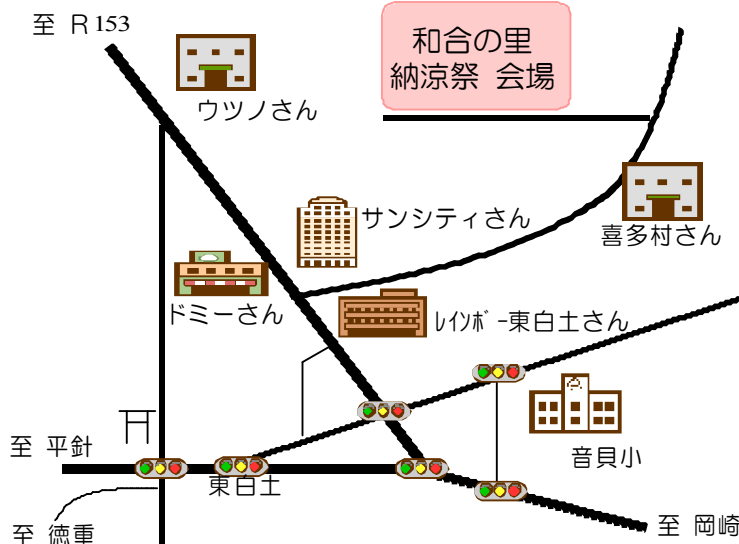 至 R153
和合の里
納涼祭 会場
ウツノさん
サンシティさん
喜多村さん
ドミーさん
ﾚｲﾝﾎﾞｰ東白土さん
至 平針
東白土
音貝小
至 徳重
至 岡崎